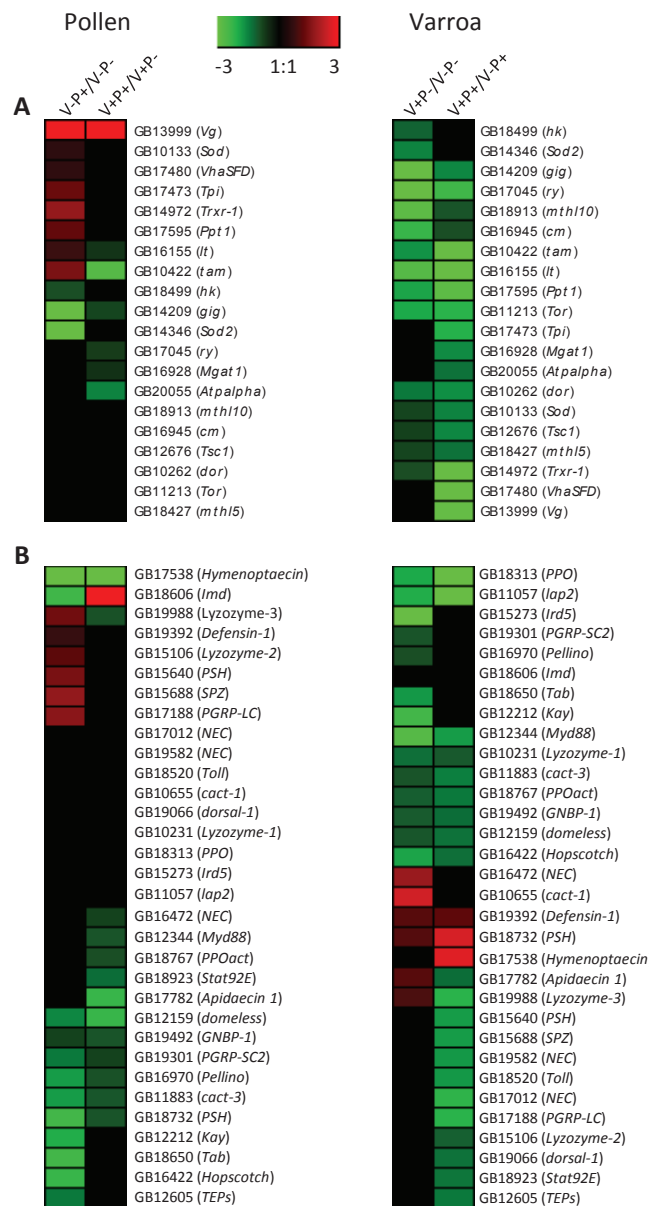 Pollen
Varroa
-3 1:1 3
V-P+/V-P-
V+P+/V+P-
V+P-/V-P-
V+P+/V-P+
A
GB13999 (Vg)
GB10133 (Sod)
GB17480 (VhaSFD)
GB17473 (Tpi)
GB14972 (Trxr-1)
GB17595 (Ppt1)
GB16155 (lt)
GB10422 (tam)
GB18499 (hk)
GB14209 (gig)
GB14346 (Sod2)
GB17045 (ry)
GB16928 (Mgat1)
GB20055 (Atpalpha)
GB18913 (mthl10)
GB16945 (cm)
GB12676 (Tsc1)
GB10262 (dor)
GB11213 (Tor)
GB18427 (mthl5)
GB18499 (hk)
GB14346 (Sod2)
GB14209 (gig)
GB17045 (ry)
GB18913 (mthl10)
GB16945 (cm)
GB10422 (tam)
GB16155 (lt)
GB17595 (Ppt1)
GB11213 (Tor)
GB17473 (Tpi)
GB16928 (Mgat1)
GB20055 (Atpalpha)
GB10262 (dor)
GB10133 (Sod)
GB12676 (Tsc1)
GB18427 (mthl5)
GB14972 (Trxr-1)
GB17480 (VhaSFD)
GB13999 (Vg)
B
GB17538 (Hymenoptaecin)
GB18606 (Imd)
GB19988 (Lyzozyme-3)
GB19392 (Defensin-1)
GB15106 (Lyzozyme-2)
GB15640 (PSH)
GB15688 (SPZ)
GB17188 (PGRP-LC)
GB17012 (NEC)
GB19582 (NEC)
GB18520 (Toll)
GB10655 (cact-1)
GB19066 (dorsal-1)
GB10231 (Lyzozyme-1)
GB18313 (PPO)
GB15273 (Ird5)
GB11057 (Iap2)
GB16472 (NEC)
GB12344 (Myd88)
GB18767 (PPOact)
GB18923 (Stat92E)
GB17782 (Apidaecin 1)
GB12159 (domeless)
GB19492 (GNBP-1)
GB19301 (PGRP-SC2)
GB16970 (Pellino)
GB11883 (cact-3)
GB18732 (PSH)
GB12212 (Kay)
GB18650 (Tab)
GB16422 (Hopscotch)
GB12605 (TEPs)
GB18313 (PPO)
GB11057 (Iap2)
GB15273 (Ird5)
GB19301 (PGRP-SC2)
GB16970 (Pellino)
GB18606 (Imd)
GB18650 (Tab)
GB12212 (Kay)
GB12344 (Myd88)
GB10231 (Lyzozyme-1)
GB11883 (cact-3)
GB18767 (PPOact)
GB19492 (GNBP-1)
GB12159 (domeless)
GB16422 (Hopscotch)
GB16472 (NEC)
GB10655 (cact-1)
GB19392 (Defensin-1)
GB18732 (PSH)
GB17538 (Hymenoptaecin
GB17782 (Apidaecin 1)
GB19988 (Lyzozyme-3)
GB15640 (PSH)
GB15688 (SPZ)
GB19582 (NEC)
GB18520 (Toll)
GB17012 (NEC)
GB17188 (PGRP-LC)
GB15106 (Lyzozyme-2)
GB19066 (dorsal-1)
GB18923 (Stat92E)
GB12605 (TEPs)